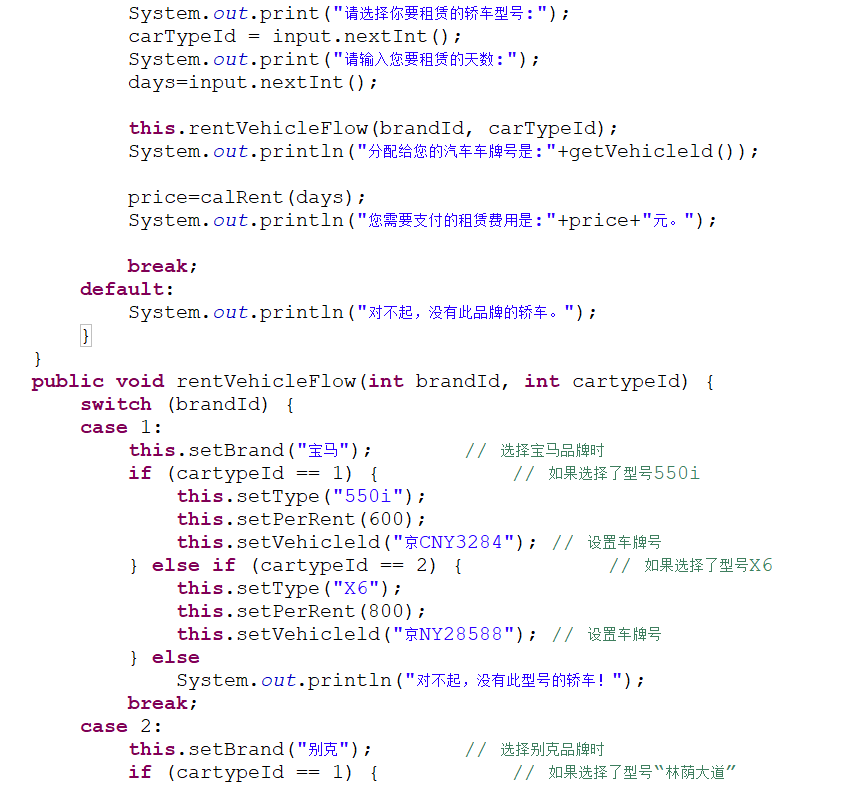 System.out.print("请选择你要租赁的轿车型号:");
carTypeId = input.nextInt();
System.out.print("请输入您要租赁的天数:");
days=input.nextInt();
this.rentVehicleFlow(brandId, carTypeId);
System.out.println("分配给您的汽车车牌号是:"+getVehicleld());
price=calRent(days);
System.out.println("您需要支付的租赁费用是:"+price+"元。");
break;
default:
System.out.println("对不起，没有此品牌的轿车。");
}
}
public void rentVehicleFlow(int brandId, int cartypeId) {
switch (brandId) {
case 1:
this.setBrand("宝马"); // 选择宝马品牌时
if (cartypeId == 1) { // 如果选择了型号550i
this.setType("550i");
this.setPerRent(600);
this.setVehicleld("京CNY3284"); // 设置车牌号
} else if (cartypeId == 2) { // 如果选择了型号X6
this.setType("X6");
this.setPerRent(800);
this.setVehicleld("京NY28588"); // 设置车牌号
} else
System.out.println("对不起，没有此型号的轿车！");
break;
case 2:
this.setBrand("别克"); // 选择别克品牌时
if (cartypeId == 1) { // 如果选择了型号“林荫大道”